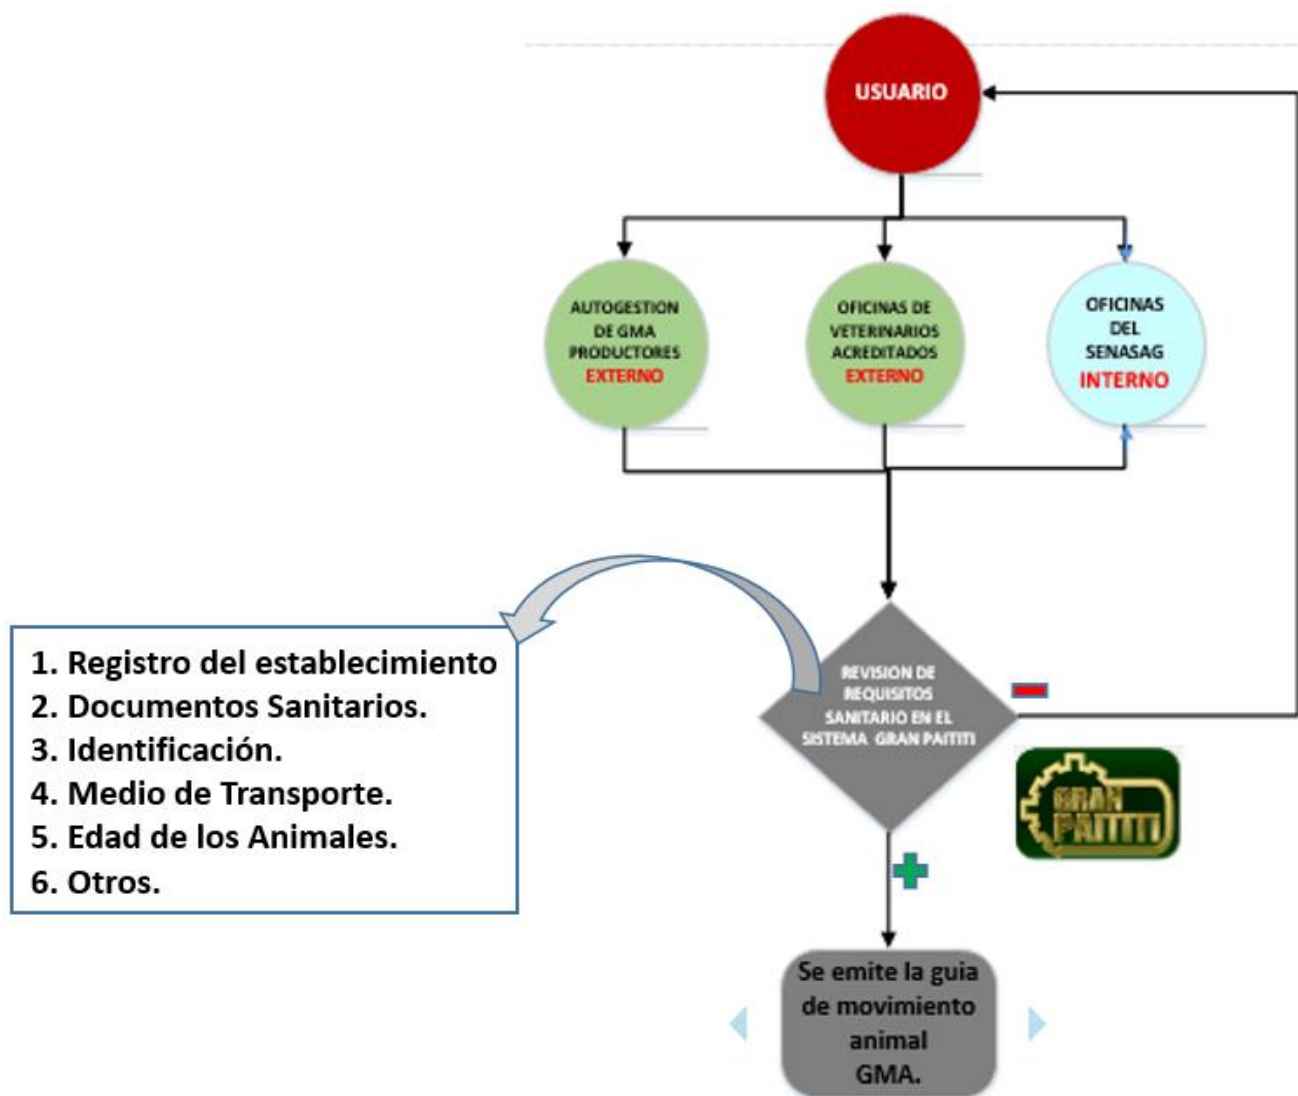 USUARIO
AUTOGESTION
DE GMA
PRODUCTORES
EXTERNO
OFICINAS DE
VETERINARIOS
ACREDITADOS
EXTERNO
OFICINAS
DEL
SENASAG
INTERNO
1. Registro del establecimiento
2. Documentos Sanitarios.
3. Identificación.
4. Medio de Transporte.
5. Edad de los Animales.
6. Otros.
REVISION DE
REQUISITOS
SANITARIO EN EL
SISTEMA GRAN PAITITI
GRAN
PAITITI
Se emite la guia
de movimiento
animal
GMA.